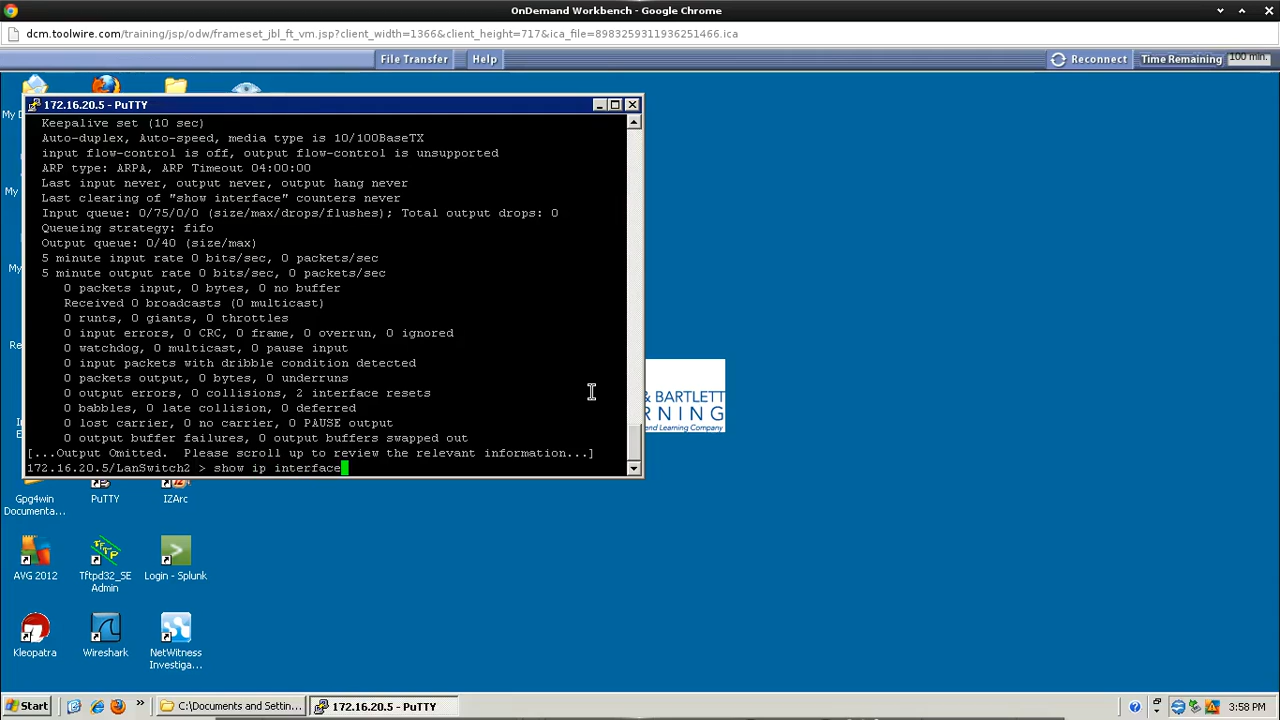 OnDemand Workbench - Google Chrome
dcm.toolwire.com/training/jsp/odw/frameset_jbl_ft_vm.jsp?client_width=1366&client_height=717&ica_file=8983259311936251466.ica
File Transfer Help Reconnect Time Remaining 100 min.
172.16.20.5 - PuTTY
Keepalive set (10 sec)
Auto-duplex, Auto-speed, media type is 10/100BaseTX
input flow-control is off, output flow-control is unsupported
ARP type: ARPA, ARP Timeout 04:00:00
Last input never, output never, output hang never
Last clearing of "show interface" counters never
Input queue: 0/75/0/0 (size/max/drops/flushes); Total output drops: 0
Queueing strategy: fifo
Output queue: 0/40 (size/max)
5 minute input rate 0 bits/sec, 0 packets/sec
5 minute output rate 0 bits/sec, 0 packets/sec
0 packets input, 0 bytes, 0 no buffer
Received 0 broadcasts (0 multicast)
0 runts, 0 giants, 0 throttles
0 input errors, 0 CRC, 0 frame, 0 overrun, 0 ignored
0 watchdog, 0 multicast, 0 pause input
0 input packets with dribble condition detected
0 packets output, 0 bytes, 0 underruns
0 output errors, 0 collisions, 2 interface resets
0 babbles, 0 late collision, 0 deferred
0 lost carrier, 0 no carrier, 0 PAUSE output
0 output buffer failures, 0 output buffers swapped out
[...Output Omitted.  Please scroll up to review the relevant information...]
172.16.20.5/LanSwitch2 > show ip interface
My D
My
My
Re
In
E
& BARTLETT
RNING
nd Learning Company
Gpg4win Documenta...
PuTTY
IZArc
AVG 2012
Tftpd32_SE Admin
Login - Splunk
Kleopatra
Wireshark
NetWitness Investiga...
Start
»
C:\Documents and Settin...
172.16.20.5 - PuTTY
3:58 PM